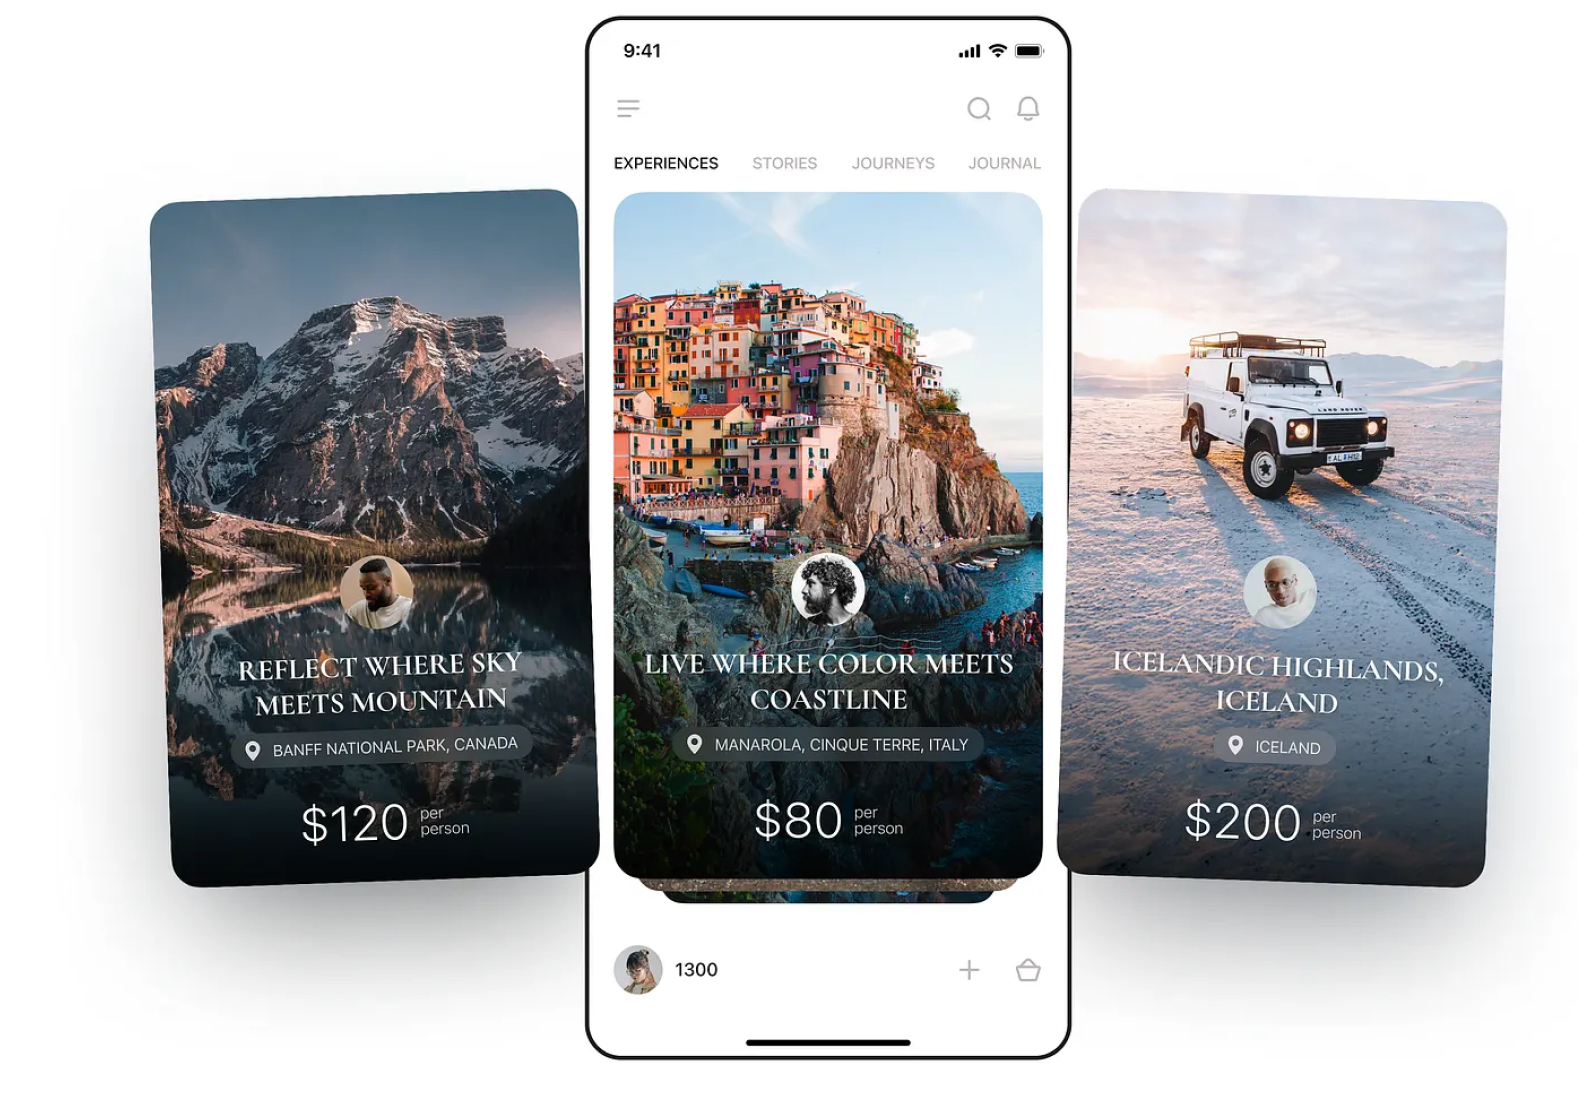 9:41
EXPERIENCES STORIES JOURNEYS JOURNAL
REFLECT WHERE SKY
MEETS MOUNTAIN
BANFF NATIONAL PARK, CANADA
$120 per
person
LIVE WHERE COLOR MEETS
COASTLINE
MANAROLA, CINQUE TERRE, ITALY
$80 per
person
LAND ROVER
ICELANDIC HIGHLANDS,
ICELAND
ICELAND
$200 per
person
1300